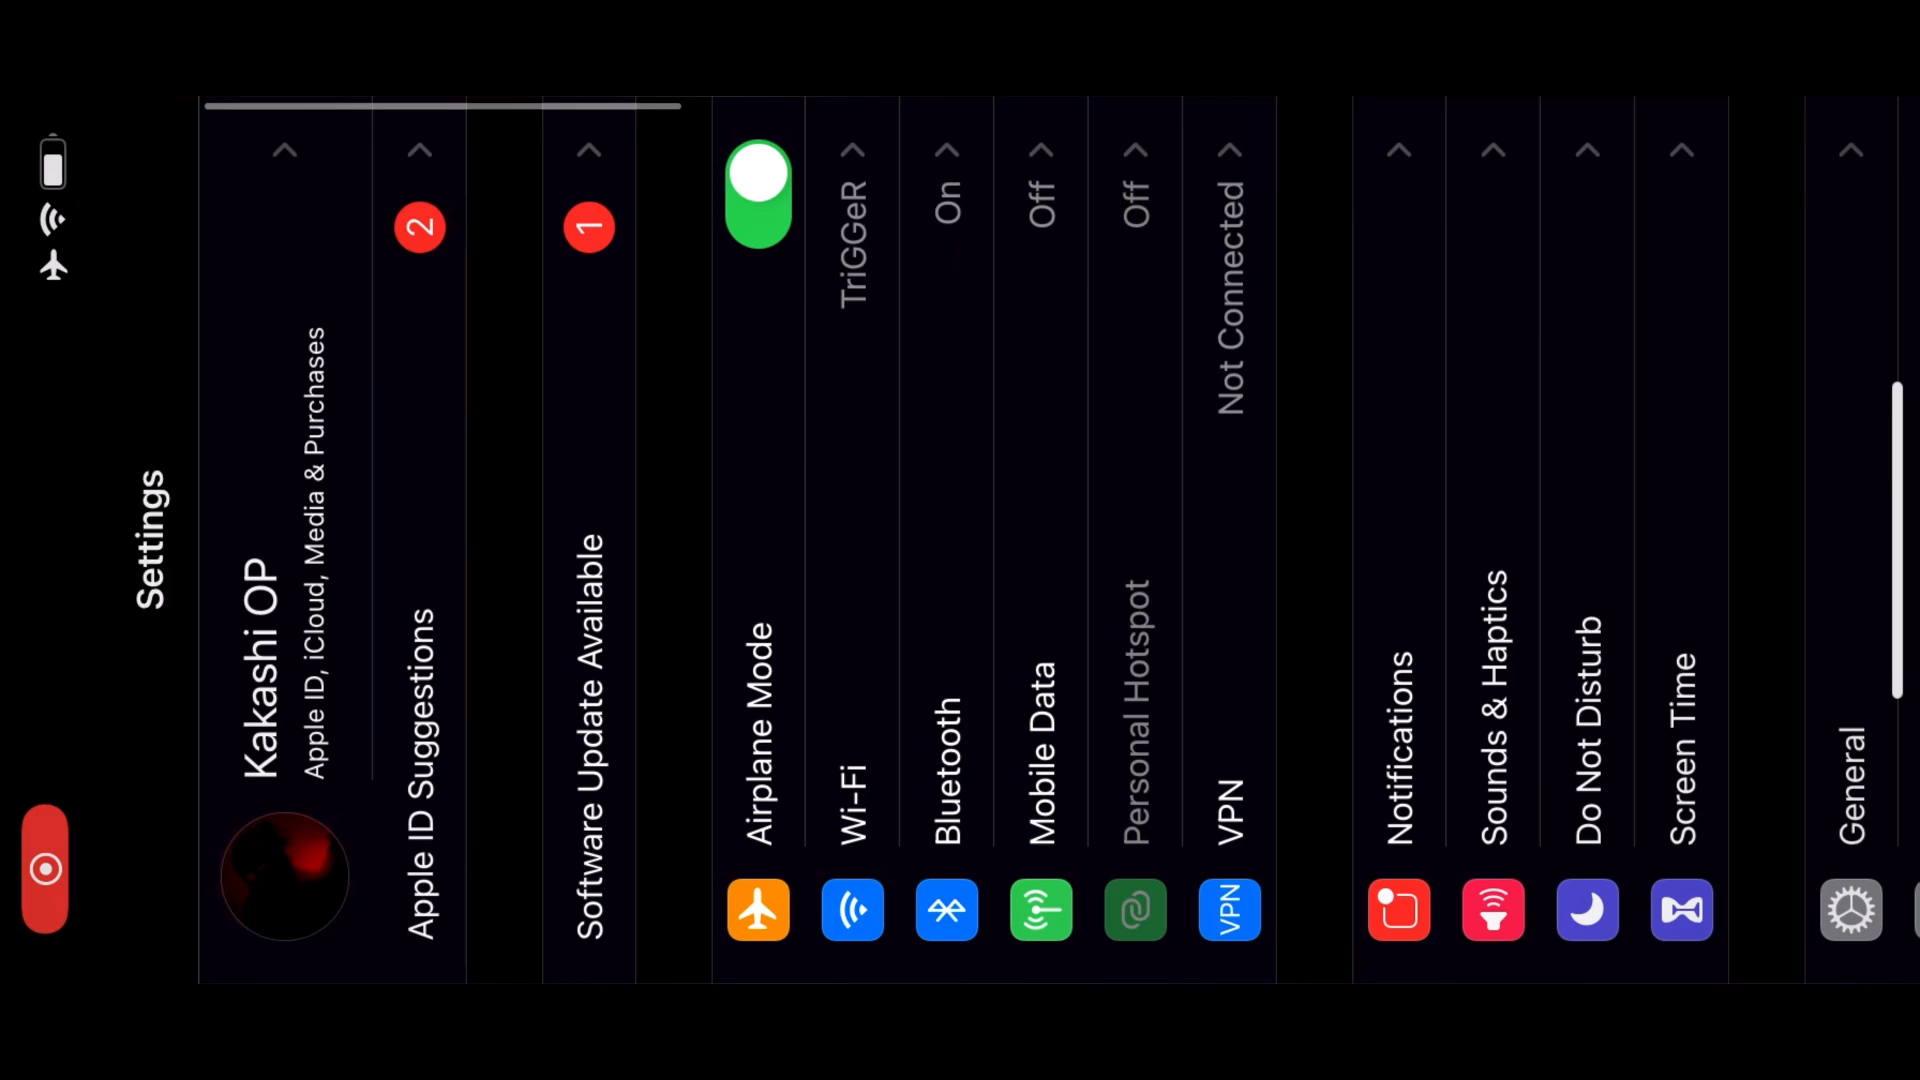 Settings
Kakashi OP
Apple ID, iCloud, Media & Purchases
Apple ID Suggestions 2
Software Update Available 1
Airplane Mode
Wi-Fi TriGGeR
Bluetooth On
Mobile Data Off
Personal Hotspot Off
VPN VPN Not Connected
Notifications
Sounds & Haptics
Do Not Disturb
Screen Time
General